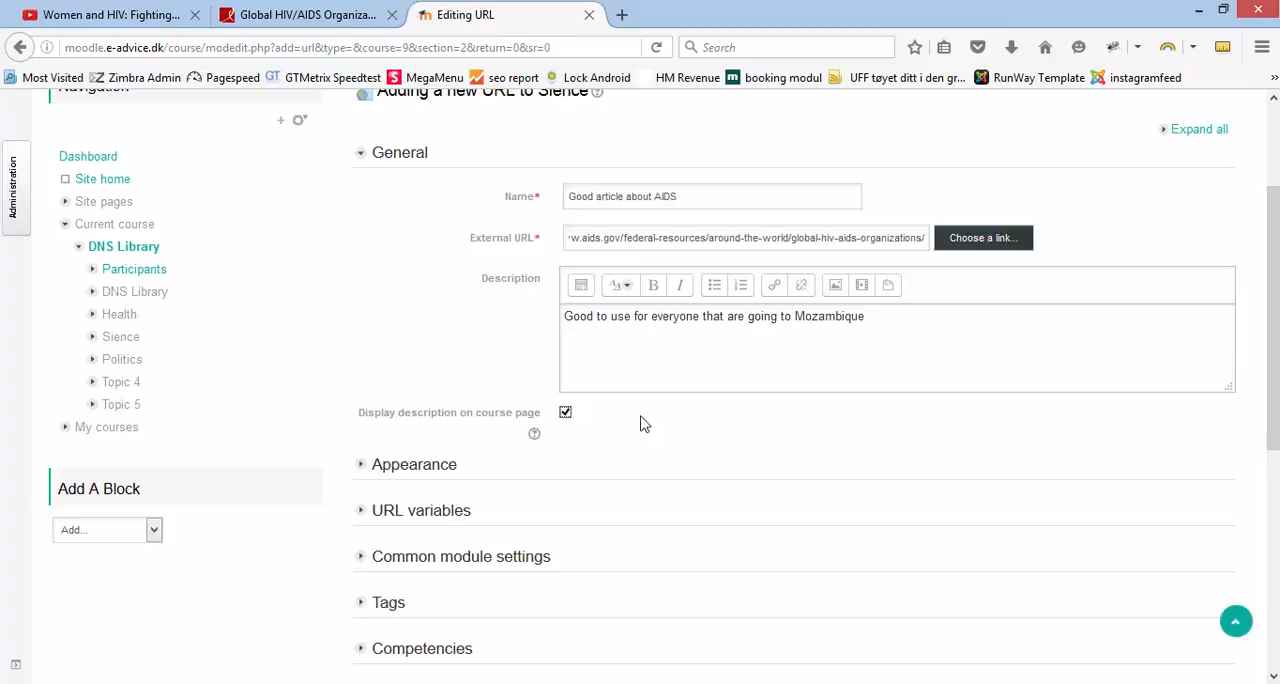 Women and HIV: Fighting...
Global HIV/AIDS Organiza...
Editing URL
moodle.e-advice.dk/course/modedit.php?add=url&type=&course=9&section=2&return=0&sr=0
Search
Most Visited
Zimbra Admin
Pagespeed
GT GTMetrix Speedtest
S MegaMenu
seo report
Lock Android
HM Revenue
m booking modul
UFF tøyet ditt i den gr...
RunWay Template
instagramfeed
»
Navigation
Adding a new URL to Sience
Expand all
Administration
Dashboard
Site home
Site pages
Current course
DNS Library
Participants
DNS Library
Health
Sience
Politics
Topic 4
Topic 5
My courses
Add A Block
Add...
General
Name*
Good article about AIDS
External URL*
w.aids.gov/federal-resources/around-the-world/global-hiv-aids-organizations/
Choose a link...
Description
B
I
Good to use for everyone that are going to Mozambique
Display description on course page
Appearance
URL variables
Common module settings
Tags
Competencies